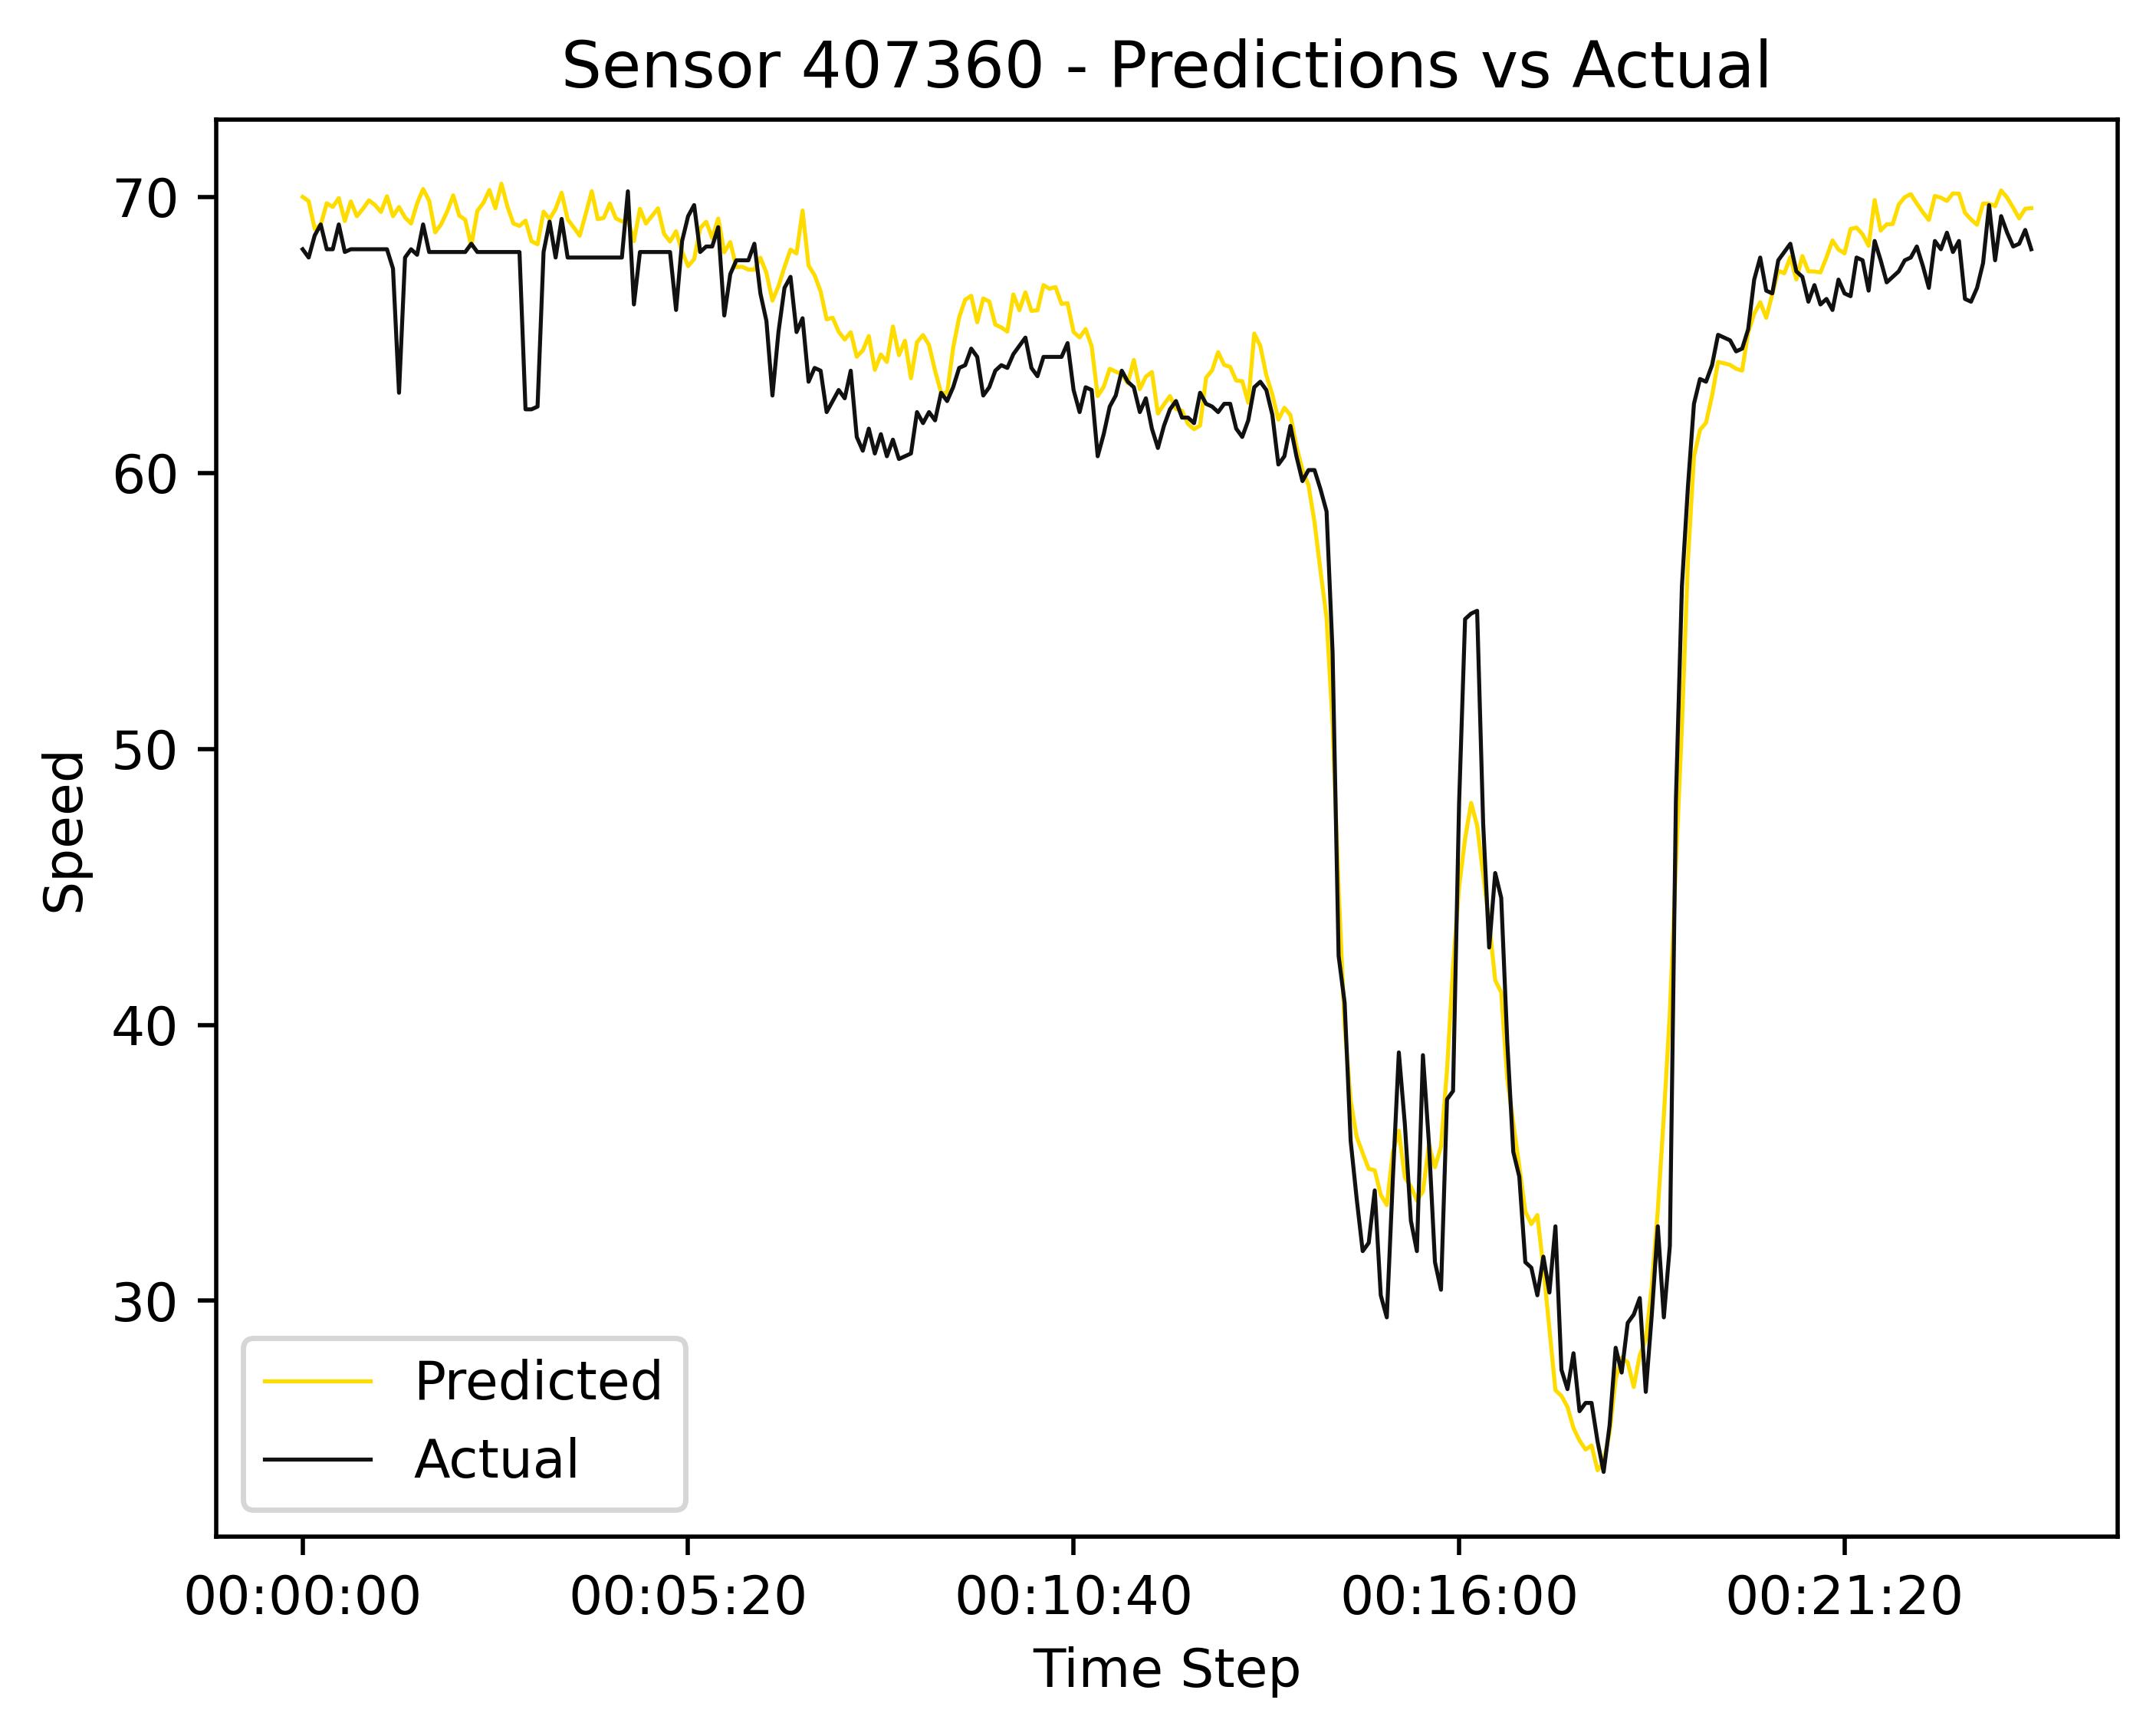 Sensor 407360 - Predictions vs Actual
70
60
50
40
30
Speed
Predicted
Actual
00:00:00 00:05:20 00:10:40 00:16:00 00:21:20
Time Step